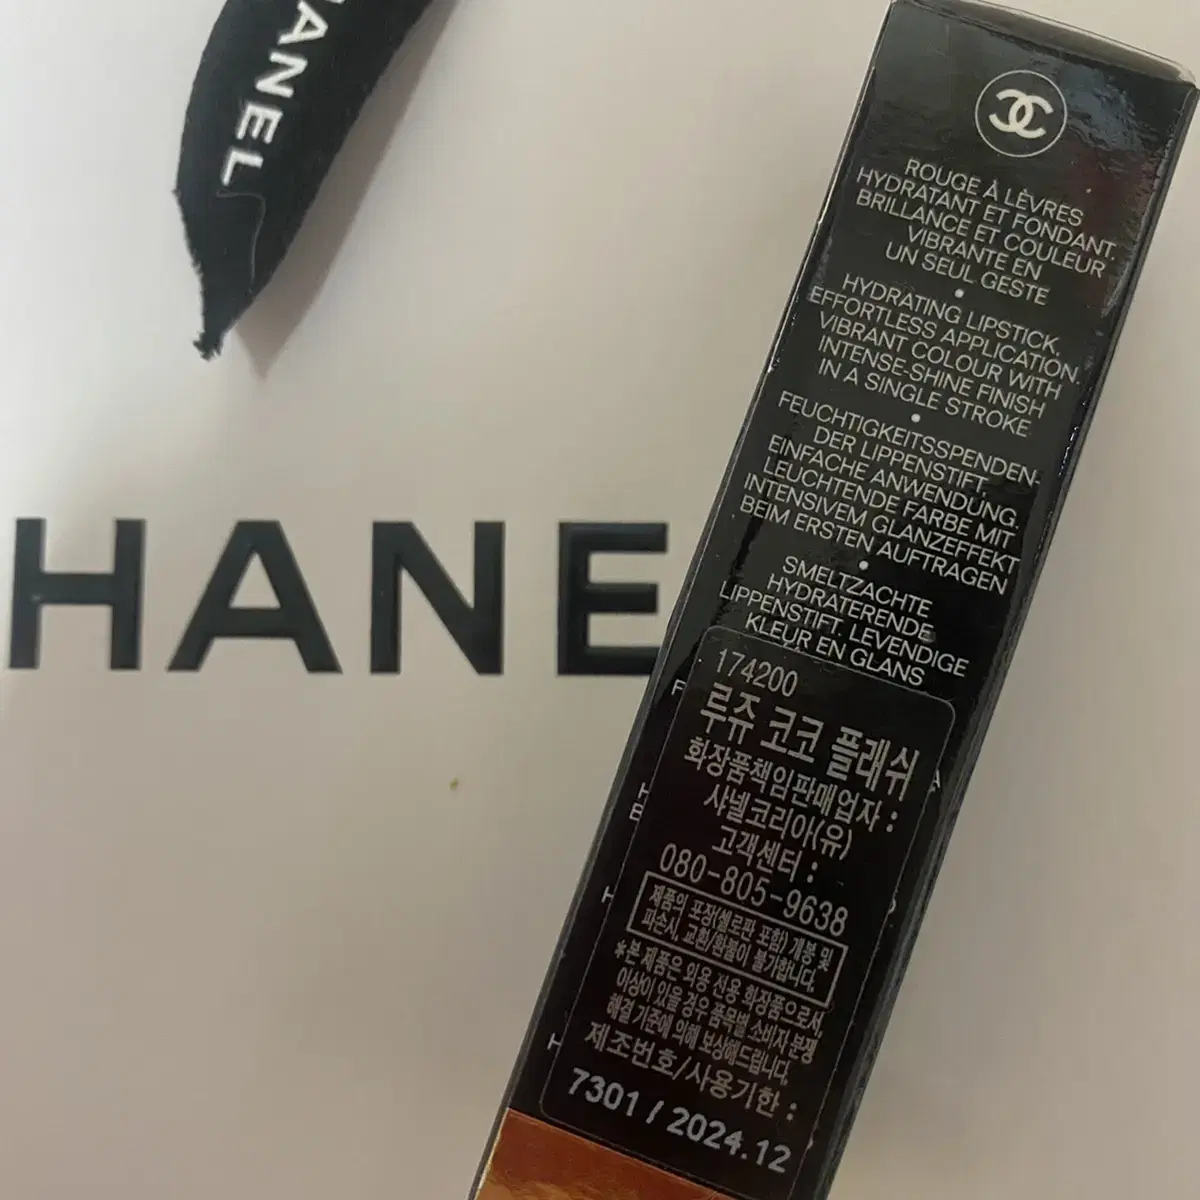 HANEL
HANE
ROUGE À LÈVRES
HYDRATANT ET FONDANT.
BRILLANCE ET COULEUR
VIBRANTE EN
UN SEUL GESTE
•
HYDRATING LIPSTICK.
EFFORTLESS APPLICATION.
VIBRANT COLOUR WITH
INTENSE-SHINE FINISH
IN A SINGLE STROKE
•
FEUCHTIGKEITSSPENDEN-
DER LIPPENSTIFT.
EINFACHE ANWENDUNG.
LEUCHTENDE FARBE MIT
INTENSIVEM GLANZEFFEKT
BEIM ERSTEN AUFTRAGEN
•
SMELTZACHTE
HYDRATERENDE
LIPPENSTIFT. LEVENDIGE
KLEUR EN GLANS
174200
루쥬 코코 플래쉬
화장품책임판매업자 :
샤넬코리아(유)
고객센터 :
080-805-9638
제품의 포장(셀로판 포함) 개봉 및
파손시, 교환/환불이 불가합니다.
*본 제품은 외용 전용 화장품으로서,
이상이 있을 경우 품목별 소비자 분쟁
해결 기준에 의해 보상해드립니다.
제조번호/사용기한 :
7301 / 2024.12